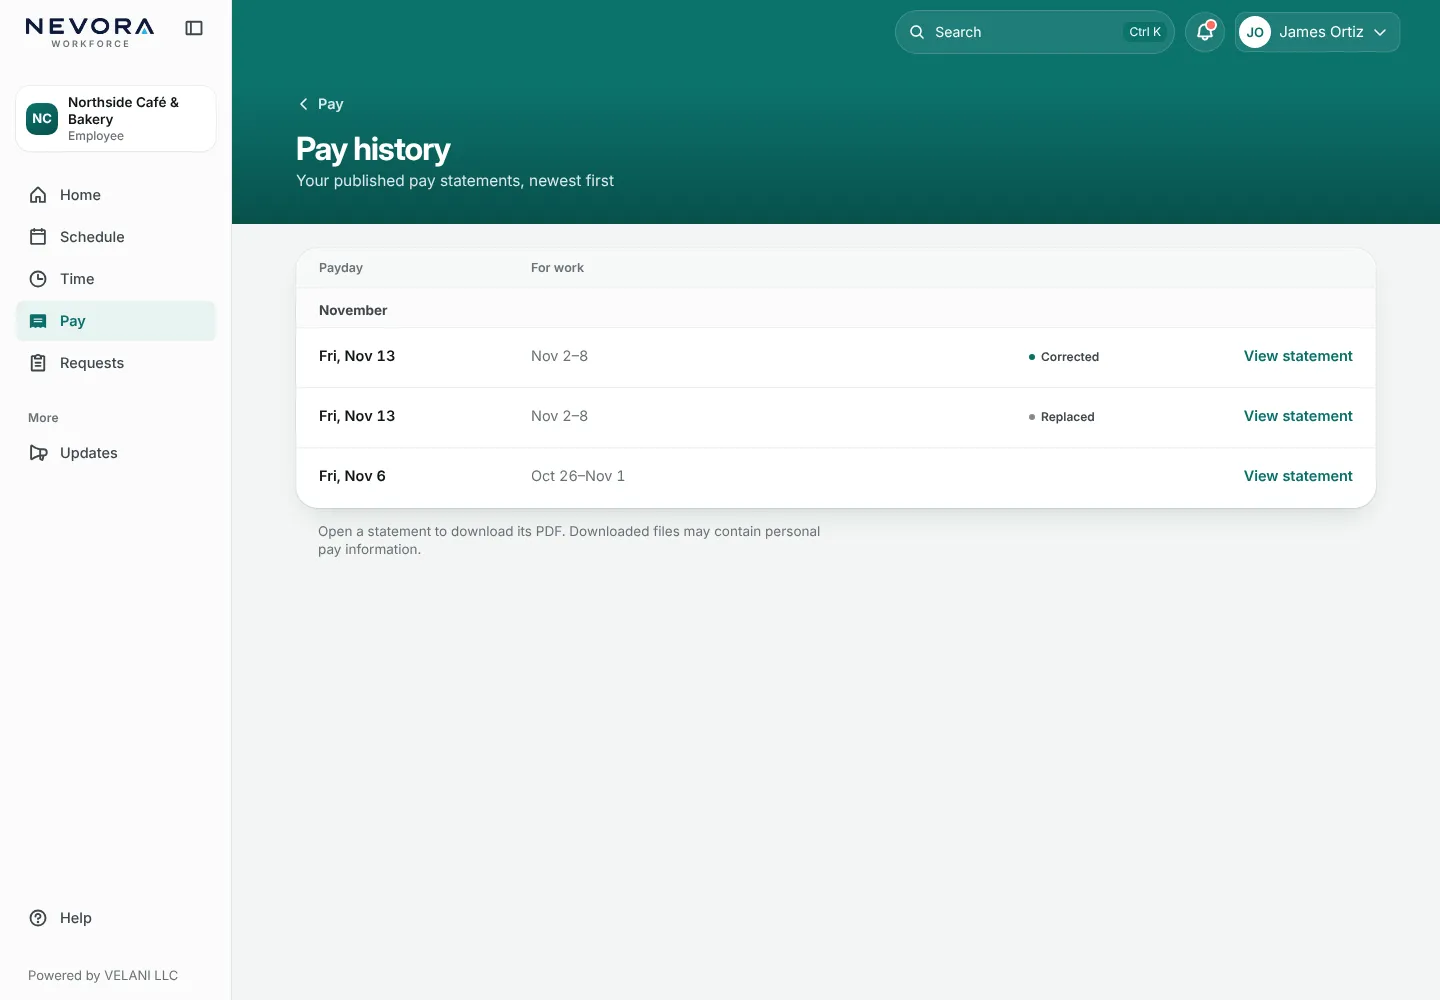 NEVORA
WORKFORCE
NC
Northside Café &
Bakery
Employee
Home
Schedule
Time
Pay
Requests
More
Updates
Help
Powered by VELANI LLC
Search
Ctrl K
JO
James Ortiz
Pay
Pay history
Your published pay statements, newest first
Payday For work
November
Fri, Nov 13 Nov 2–8 Corrected View statement
Fri, Nov 13 Nov 2–8 Replaced View statement
Fri, Nov 6 Oct 26–Nov 1 View statement
Open a statement to download its PDF. Downloaded files may contain personal
pay information.